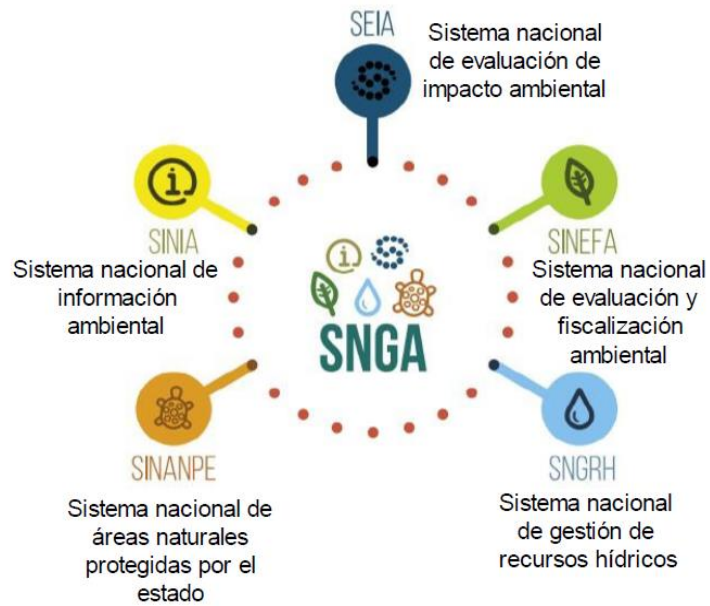 SEIA
Sistema nacional
de evaluación de
impacto ambiental
SINIA
Sistema nacional de
información
ambiental
SINEFA
Sistema nacional
de evaluación y
fiscalización
ambiental
SNGA
SINANPE
Sistema nacional de
áreas naturales
protegidas por el
estado
SNGRH
Sistema nacional
de gestión de
recursos hídricos